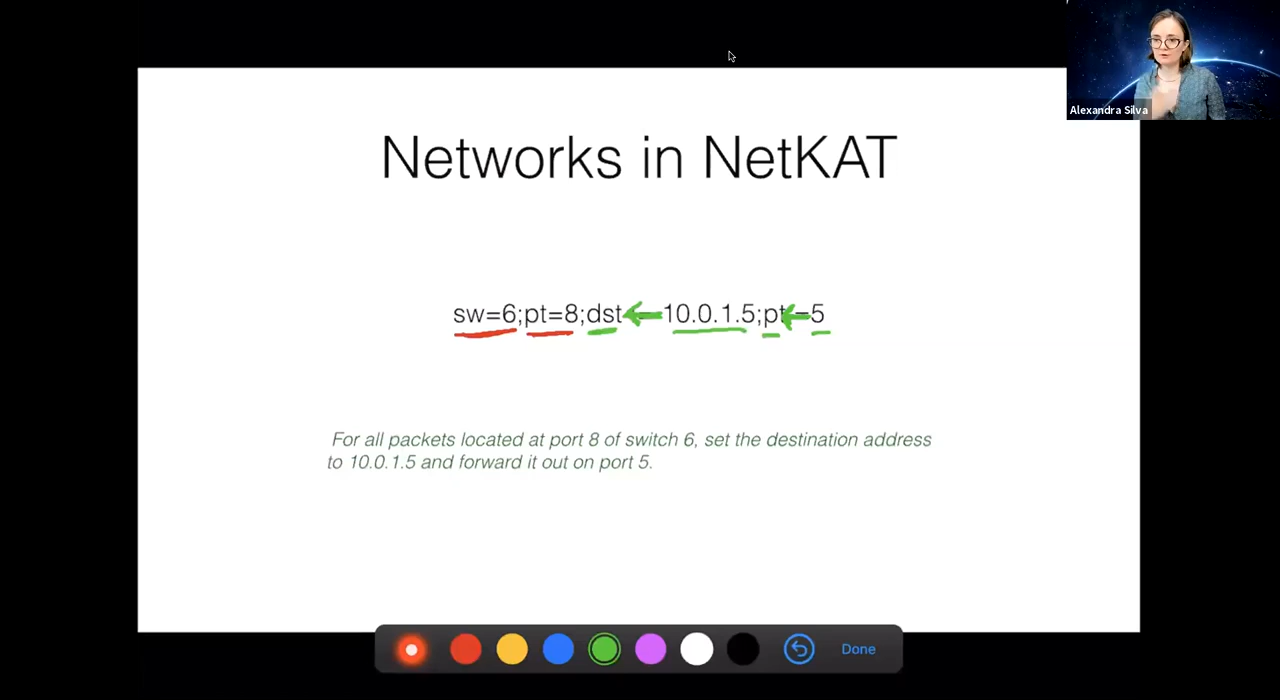 Alexandra Silva
Networks in NetKAT
sw=6;pt=8;dst ← 10.0.1.5;pt←5
For all packets located at port 8 of switch 6, set the destination address
to 10.0.1.5 and forward it out on port 5.
Done